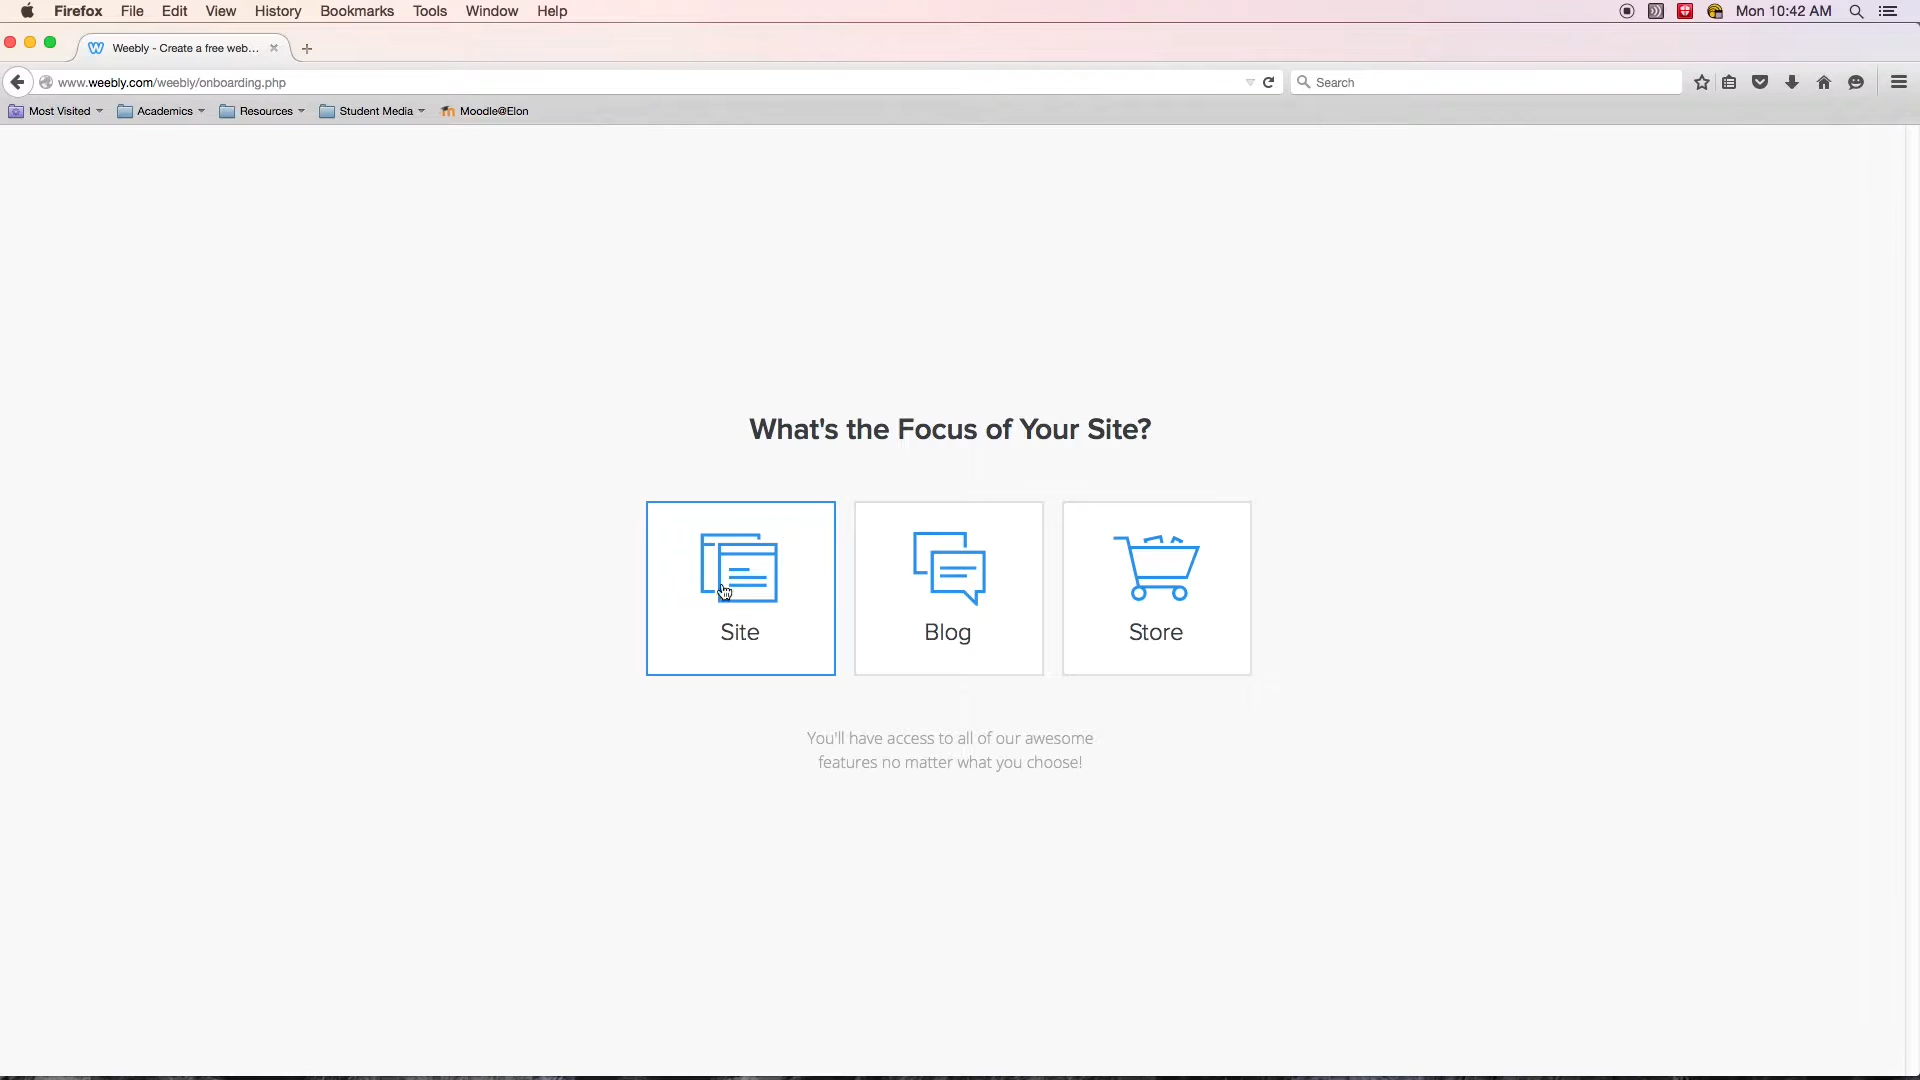 Firefox File Edit View History Bookmarks Tools Window Help Mon 10:42 AM
Weebly - Create a free web...
www.weebly.com/weebly/onboarding.php Search
Most Visited Academics Resources Student Media Moodle@Elon
What's the Focus of Your Site?
Site Blog Store
You'll have access to all of our awesome
features no matter what you choose!